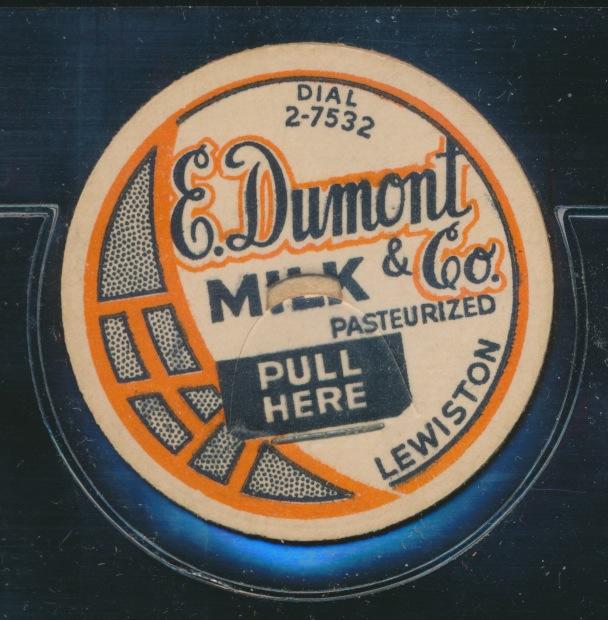 DIAL
2-7532
E. Dumont
& Co.
MILK
PASTEURIZED
PULL
HERE
LEWISTON